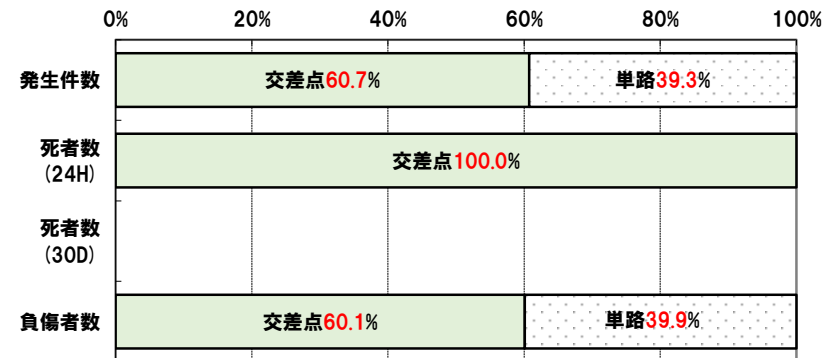 0% 20% 40% 60% 80% 100%
発生件数 交差点60.7% 単路39.3%
死者数
(24H)
交差点100.0%
死者数
(30D)
負傷者数 交差点60.1% 単路39.9%